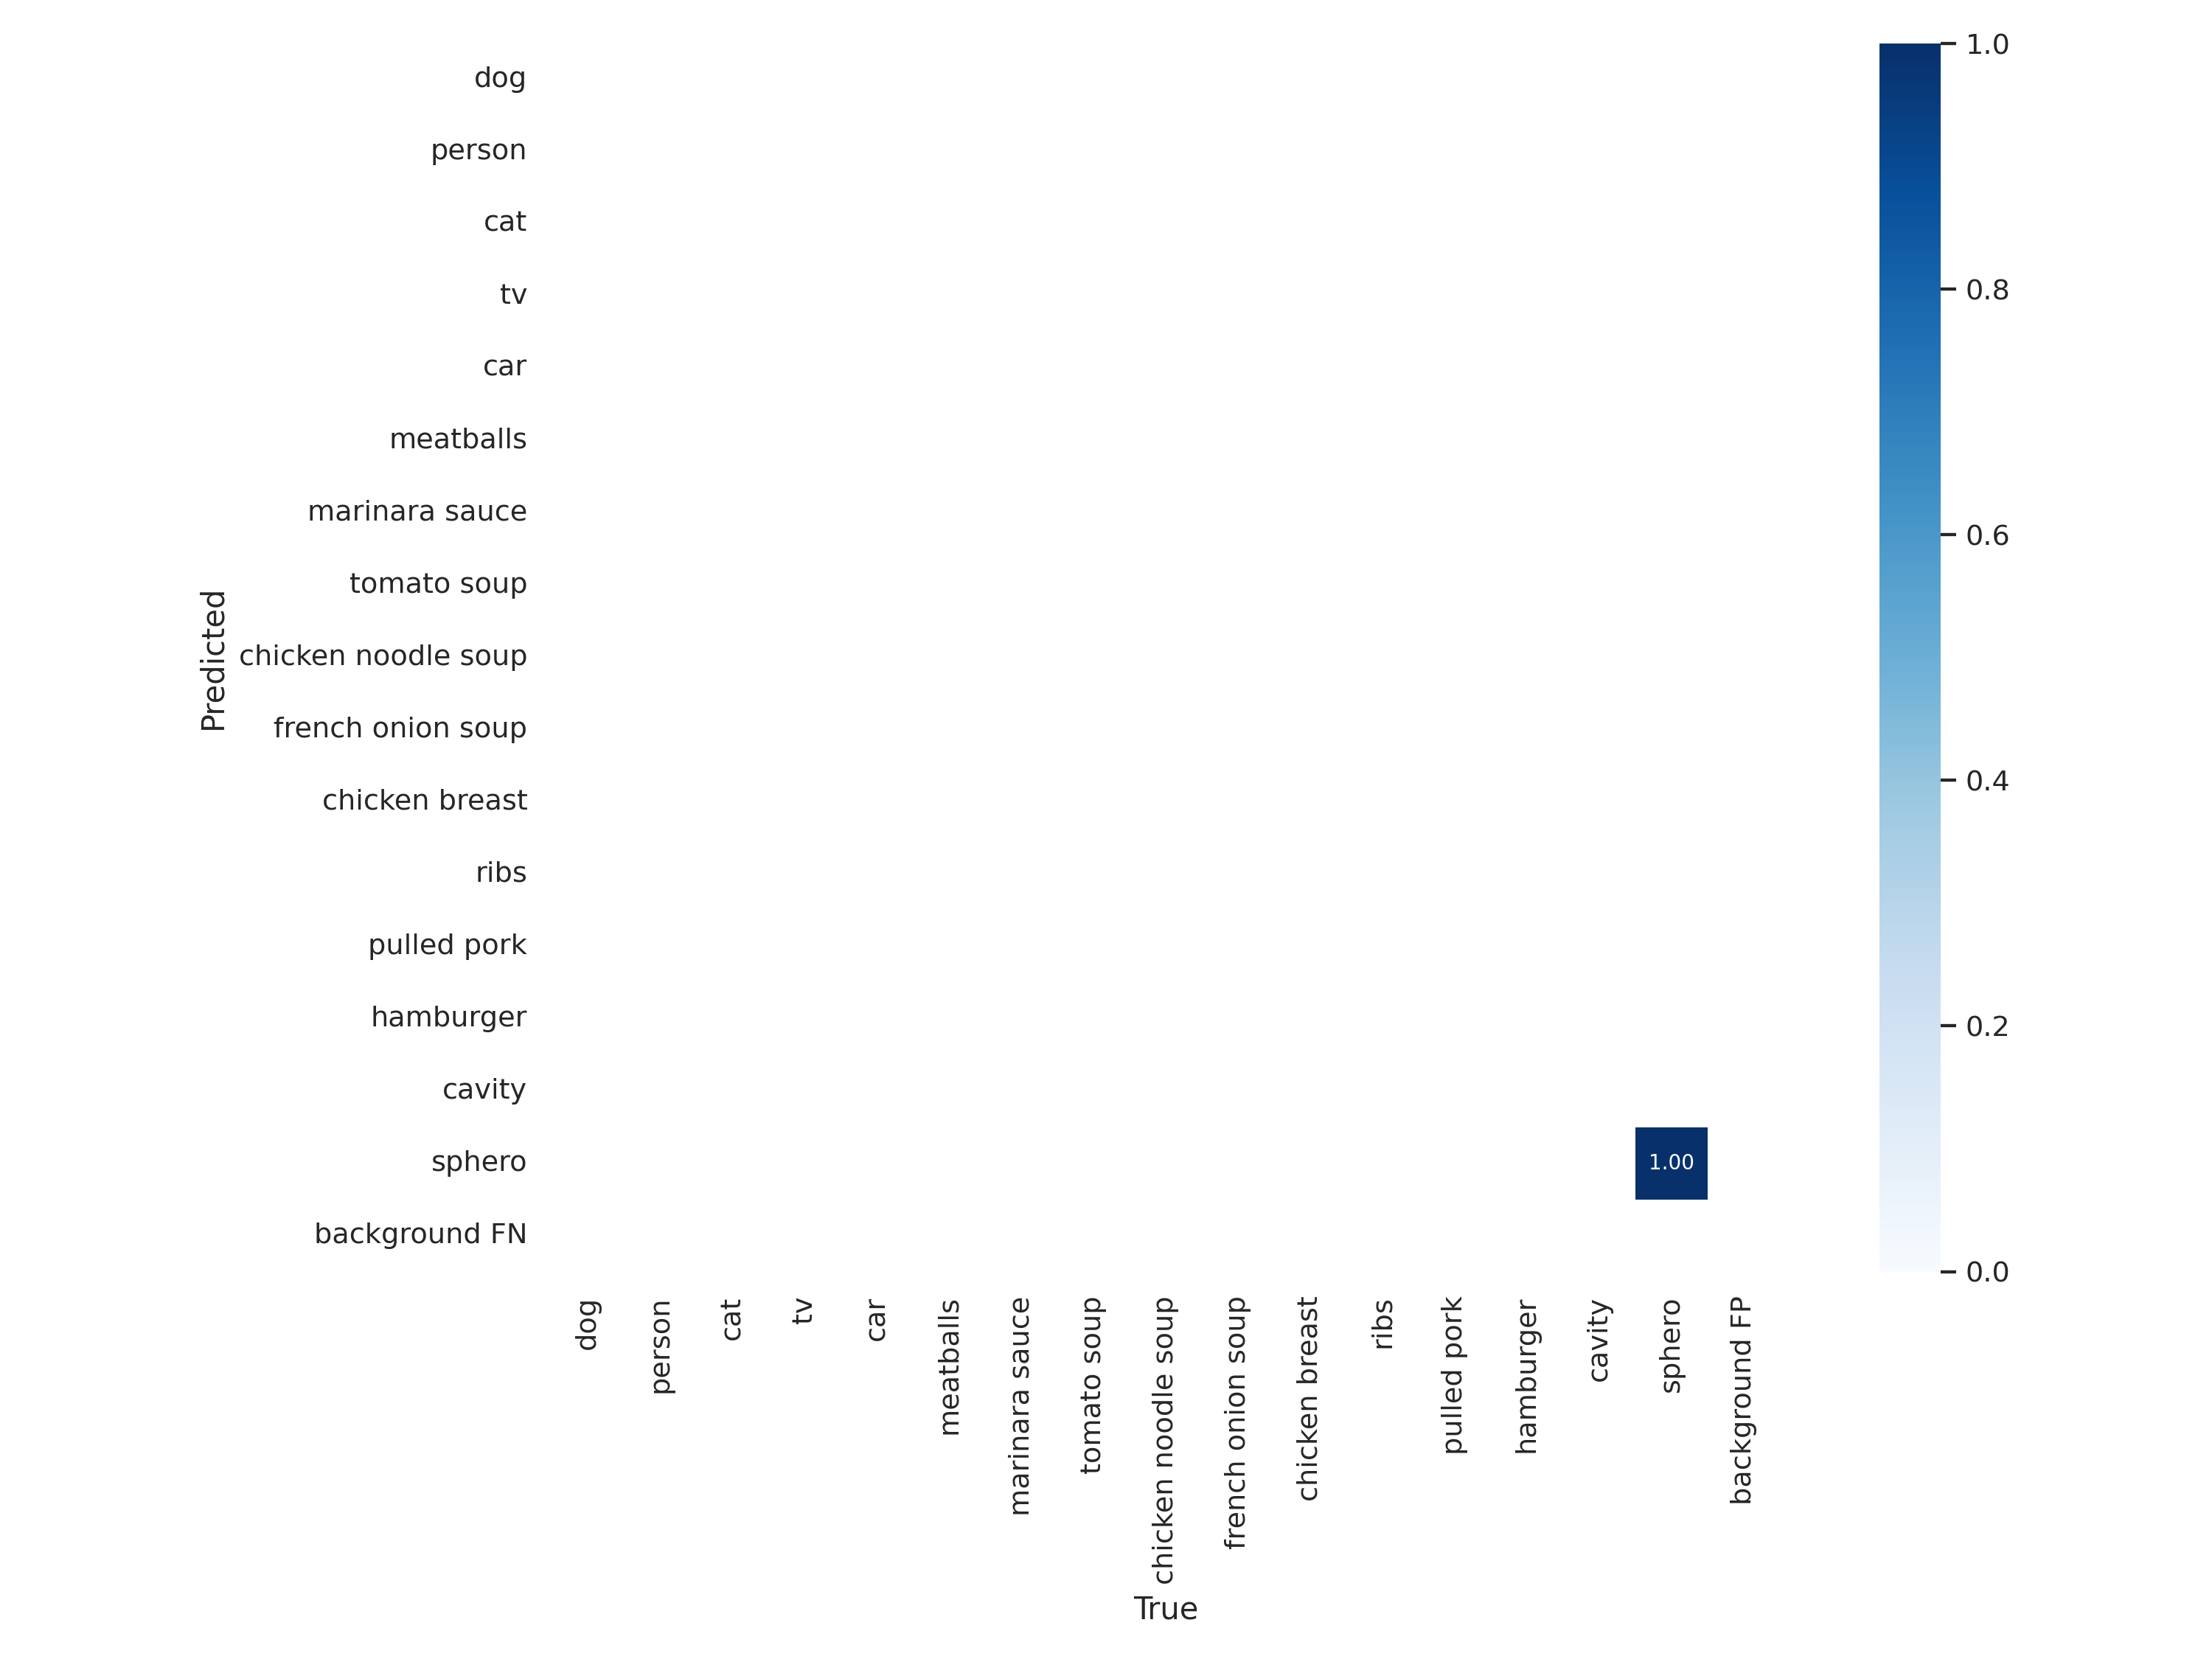 dog
person
cat
tv
car
meatballs
marinara sauce
tomato soup
chicken noodle soup
french onion soup
chicken breast
ribs
pulled pork
hamburger
cavity
sphero
background FN
Predicted
1.00
dog
person
cat
tv
car
meatballs
marinara sauce
tomato soup
chicken noodle soup
french onion soup
chicken breast
ribs
pulled pork
hamburger
cavity
sphero
background FP
True
1.0
0.8
0.6
0.4
0.2
0.0